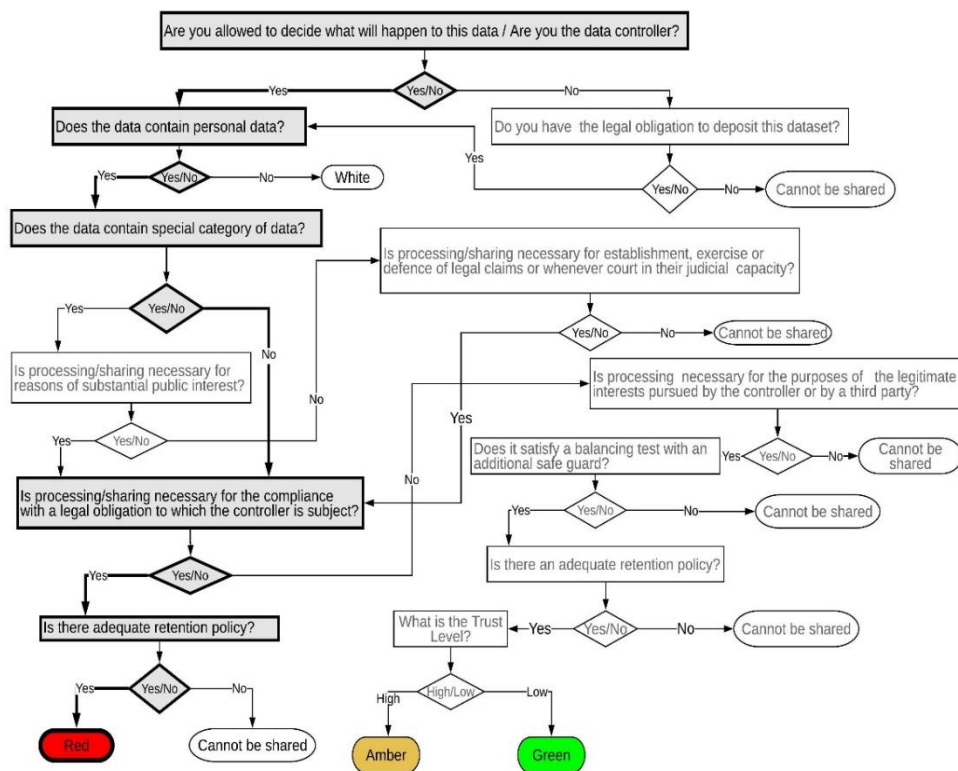 Are you allowed to decide what will happen to this data / Are you the data controller?
Yes
Yes/No
No
Does the data contain personal data?
Do you have the legal obligation to deposit this dataset?
Yes
Yes
Yes/No
No
White
Yes/No
No
Cannot be shared
Does the data contain special category of data?
Is processing/sharing necessary for establishment, exercise or
defence of legal claims or whenever court in their judicial capacity?
Yes
Yes/No
No
Yes/No
No
Cannot be shared
Is processing/sharing necessary for
reasons of substantial public interest?
No
Is processing necessary for the purposes of the legitimate
interests pursued by the controller or by a third party?
Yes
Yes
Yes/No
Does it satisfy a balancing test with an
additional safe guard?
Yes
Yes/No
No
Cannot be
shared
No
Is processing/sharing necessary for the compliance
with a legal obligation to which the controller is subject?
Yes
Yes/No
No
Cannot be shared
Is there an adequate retention policy?
Yes
Yes/No
Is there adequate retention policy?
What is the Trust
Level?
Yes
Yes/No
No
Cannot be shared
Yes
Yes/No
No
High
High/Low
Low
Red
Cannot be shared
Amber
Green